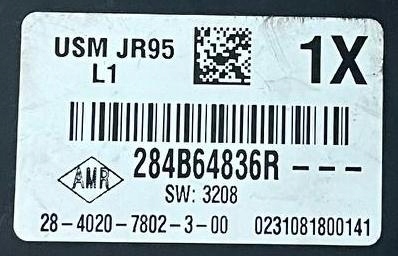 USM JR95 1X
L1
284B64836R---
AMR
SW: 3208
28-4020-7802-3-00 0231081800141